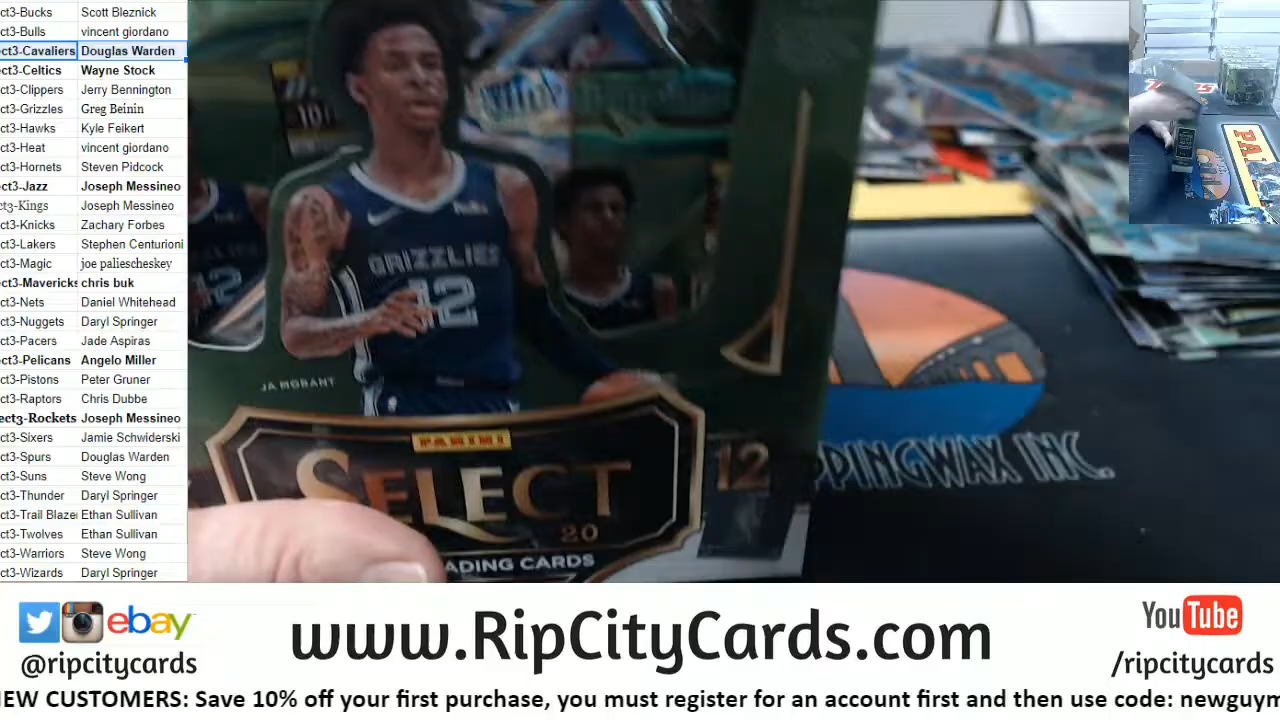 ct3-Bucks Scott Bleznick
ct3-Bulls vincent giordano
ect3-Cavaliers Douglas Warden
ect3-Celtics Wayne Stock
ct3-Clippers Jerry Bennington
ct3-Grizzles Greg Beinin
ct3-Hawks Kyle Feikert
ct3-Heat vincent giordano
ct3-Hornets Steven Pidcock
ect3-Jazz Joseph Messineo
ct3-Kings Joseph Messineo
ct3-Knicks Zachary Forbes
ct3-Lakers Stephen Centurioni
ct3-Magic joe paliescheskey
ect3-Mavericks chris buk
ct3-Nets Daniel Whitehead
ct3-Nuggets Daryl Springer
ct3-Pacers Jade Aspiras
ect3-Pelicans Angelo Miller
ct3-Pistons Peter Gruner
ct3-Raptors Chris Dubbe
ect3-Rockets Joseph Messineo
ct3-Sixers Jamie Schwiderski
ct3-Spurs Douglas Warden
ct3-Suns Steve Wong
ct3-Thunder Daryl Springer
ct3-Trail Blazer Ethan Sullivan
ct3-Twolves Ethan Sullivan
ct3-Warriors Steve Wong
ct3-Wizards Daryl Springer
GRIZZLIES
12
JA MORANT
PANINI
SELECT
20
ADING CARDS
12
PPINGWAX INC.
ebay
@ripcitycards
www.RipCityCards.com
YouTube
/ripcitycards
NEW CUSTOMERS: Save 10% off your first purchase, you must register for an account first and then use code: newguym